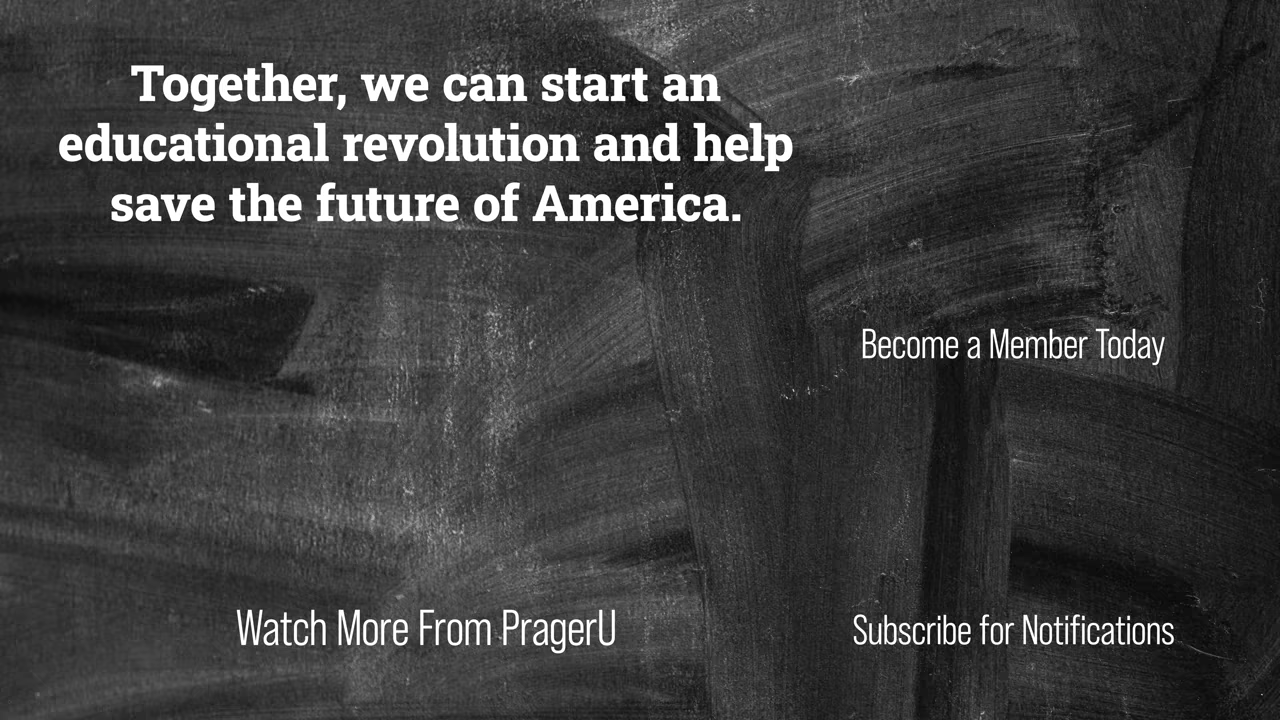 Together, we can start an
educational revolution and help
save the future of America.
Become a Member Today
Watch More From PragerU
Subscribe for Notifications